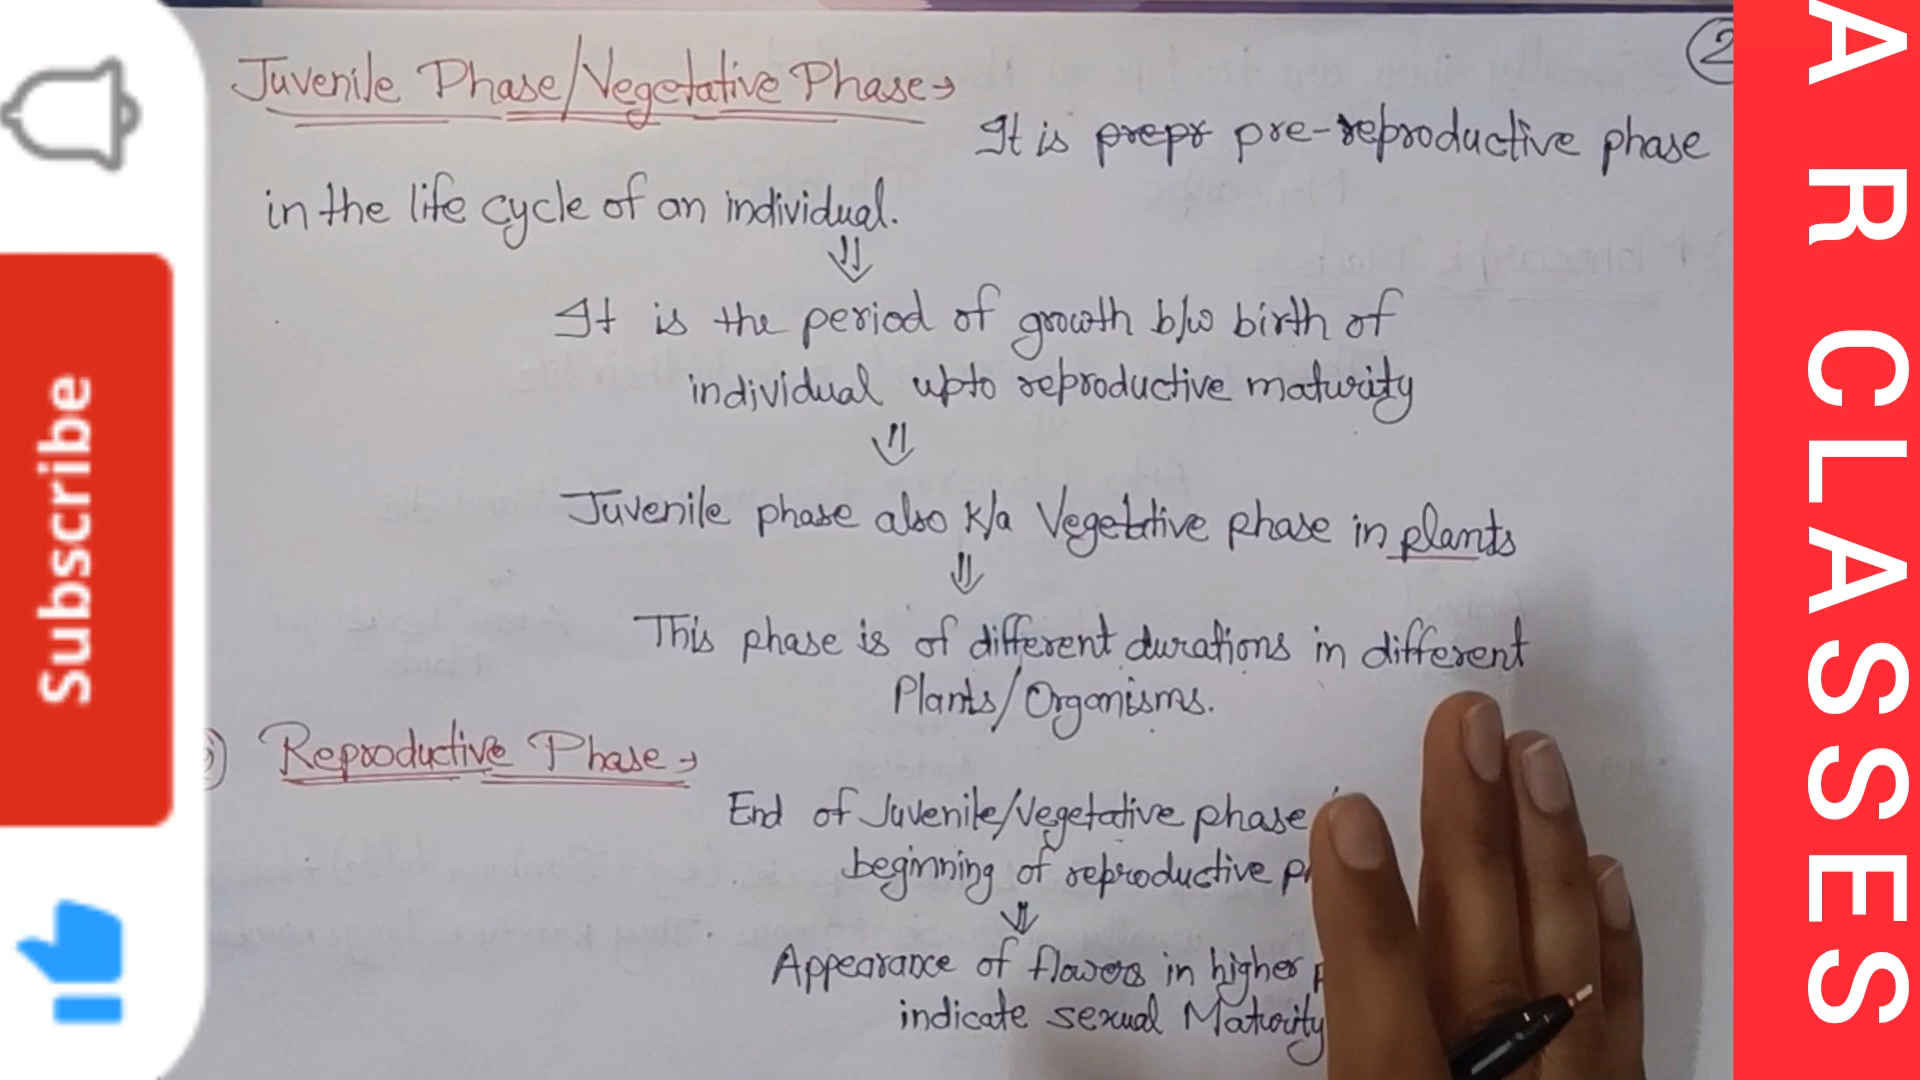 Juvenile Phase/Vegetative Phase→
2
It is prepr pre-reproductive phase
in the life cycle of an individual.
⇓
It is the period of growth b/w birth of
individual upto reproductive maturity
⇓
Juvenile phase also k/a Vegetative phase in plants
⇓
This phase is of different durations in different
Plants/Organisms.
Reproductive Phase→
End of Juvenile/Vegetative phase
beginning of reproductive
⇓
Appearance of flowers in higher
indicate sexual Maturity
Subscribe
A R CLASSES